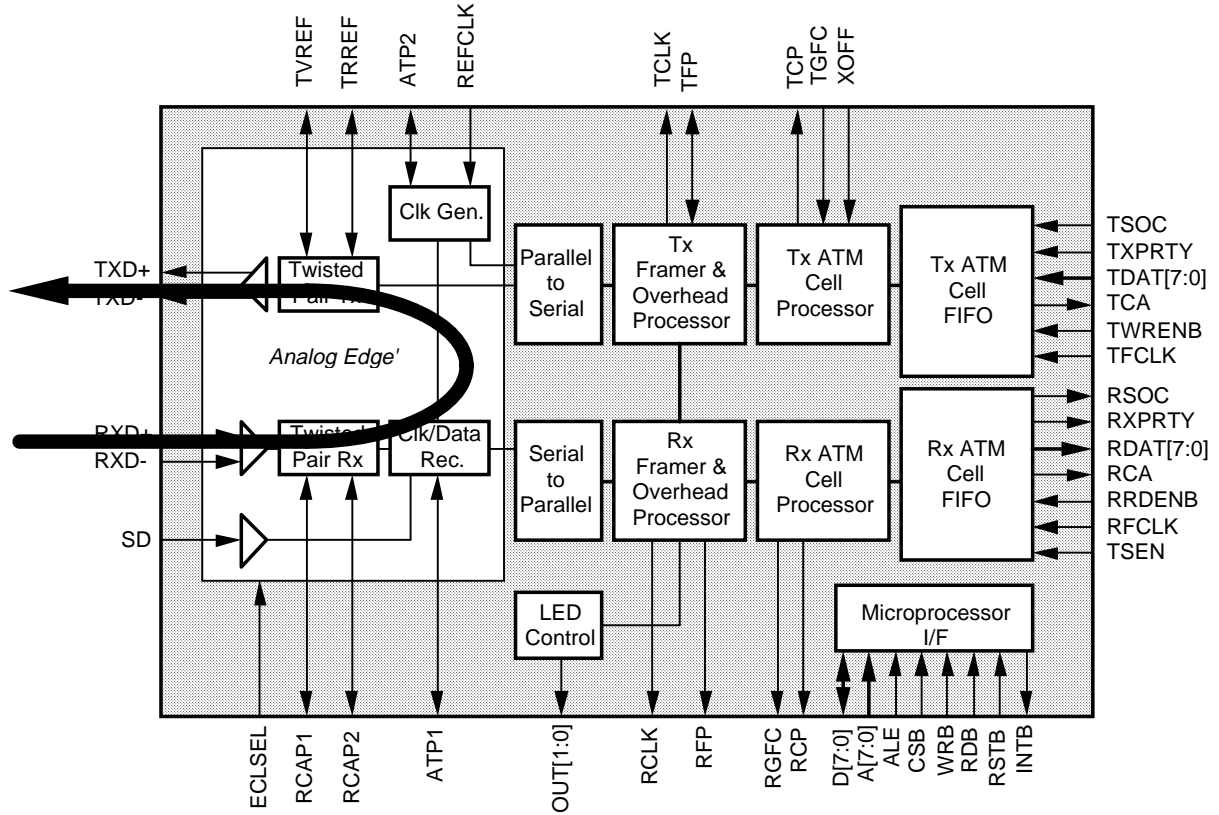 TVREF
TRREF
ATP2
REFCLK
TCLK
TFP
TCP
TGFC
XOFF
Clk Gen.
Parallel
to
Serial
Tx
Framer &
Overhead
Processor
Tx ATM
Cell
Processor
Tx ATM
Cell
FIFO
TSOC
TXPRTY
TDAT[7:0]
TCA
TWRENB
TFCLK
TXD+
TXD-
Twisted
Pair Tx
Analog Edge'
RXD+
RXD-
Twisted
Pair Rx
Clk/Data
Rec.
Serial
to
Parallel
Rx
Framer &
Overhead
Processor
Rx ATM
Cell
Processor
Rx ATM
Cell
FIFO
RSOC
RXPRTY
RDAT[7:0]
RCA
RRDENB
RFCLK
TSEN
SD
LED
Control
Microprocessor
I/F
ECLSEL
RCAP1
RCAP2
ATP1
OUT[1:0]
RCLK
RFP
RGFC
RCP
D[7:0]
A[7:0]
ALE
CSB
WRB
RDB
RSTB
INTB